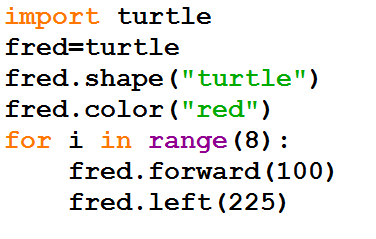 import turtle
fred=turtle
fred.shape("turtle")
fred.color("red")
for i in range(8):
    fred.forward(100)
    fred.left(225)